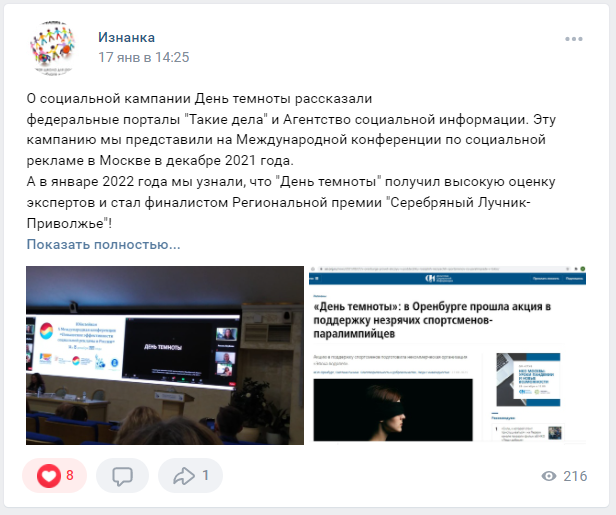 Изнанка
17 янв в 14:25
О социальной кампании День темноты рассказали
федеральные порталы "Такие дела" и Агентство социальной информации. Эту
кампанию мы представили на Международной конференции по социальной
рекламе в Москве в декабре 2021 года.
А в январе 2022 года мы узнали, что "День темноты" получил высокую оценку
экспертов и стал финалистом Региональной премии "Серебряный Лучник-
Приволжье"!
Показать полностью...
ДЕНЬ ТЕМНОТЫ
«День темноты»: в Оренбурге прошла акция в
поддержку незрячих спортсменов-
паралимпийцев
8
1
216